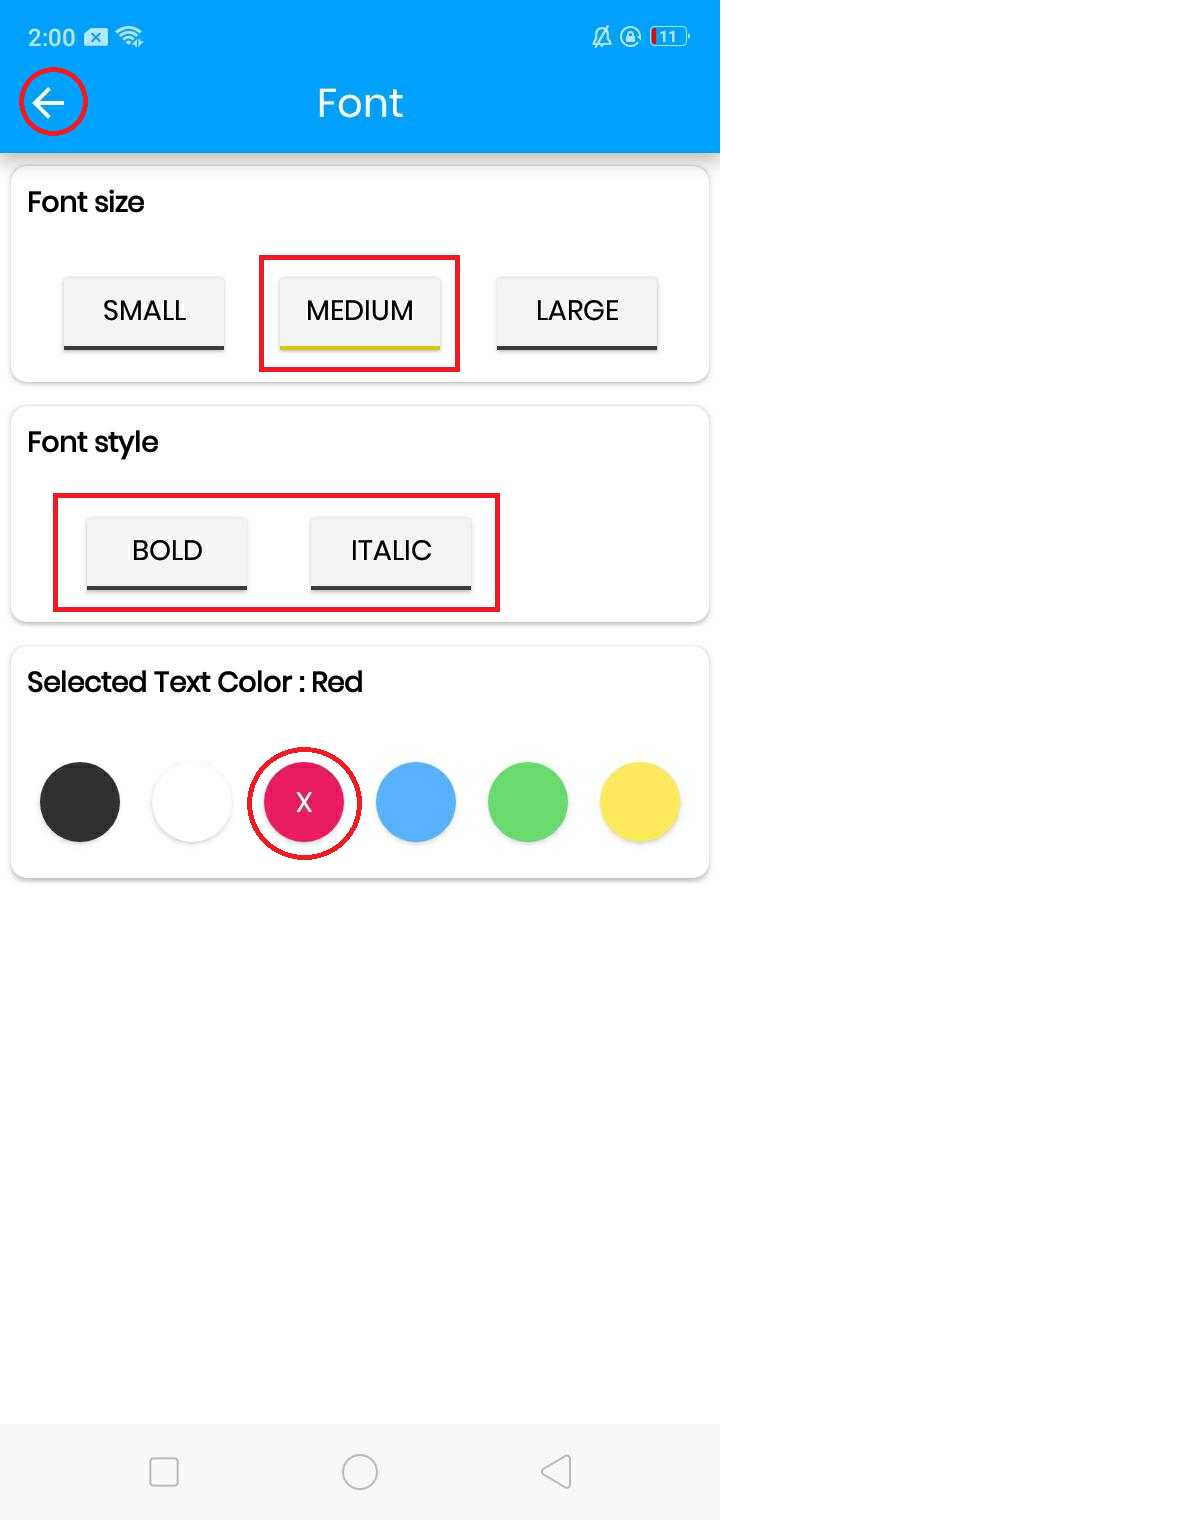 2:00
11
Font
Font size
SMALL MEDIUM LARGE
Font style
BOLD ITALIC
Selected Text Color : Red
X